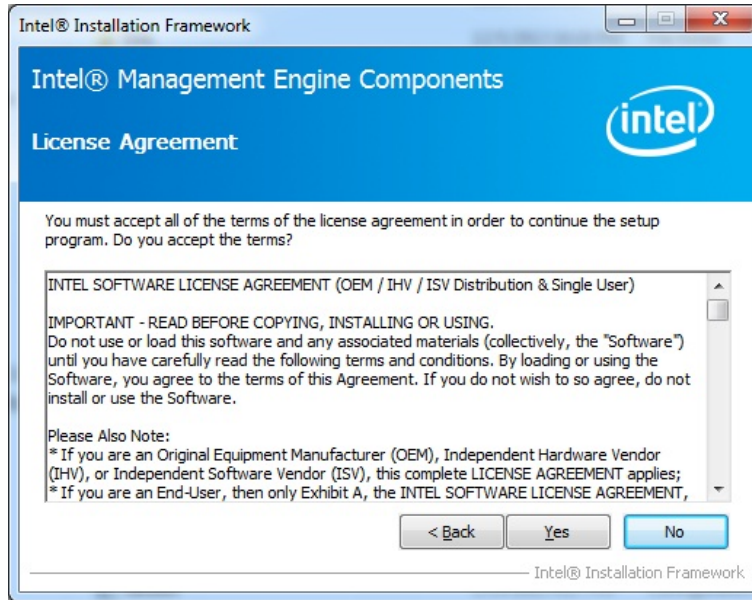 Intel® Installation Framework
Intel® Management Engine Components
License Agreement
intel
You must accept all of the terms of the license agreement in order to continue the setup
program. Do you accept the terms?
INTEL SOFTWARE LICENSE AGREEMENT (OEM / IHV / ISV Distribution & Single User)
IMPORTANT - READ BEFORE COPYING, INSTALLING OR USING.
Do not use or load this software and any associated materials (collectively, the "Software")
until you have carefully read the following terms and conditions. By loading or using the
Software, you agree to the terms of this Agreement. If you do not wish to so agree, do not
install or use the Software.
Please Also Note:
* If you are an Original Equipment Manufacturer (OEM), Independent Hardware Vendor
(IHV), or Independent Software Vendor (ISV), this complete LICENSE AGREEMENT applies;
* If you are an End-User, then only Exhibit A, the INTEL SOFTWARE LICENSE AGREEMENT,
< Back Yes No
Intel® Installation Framework